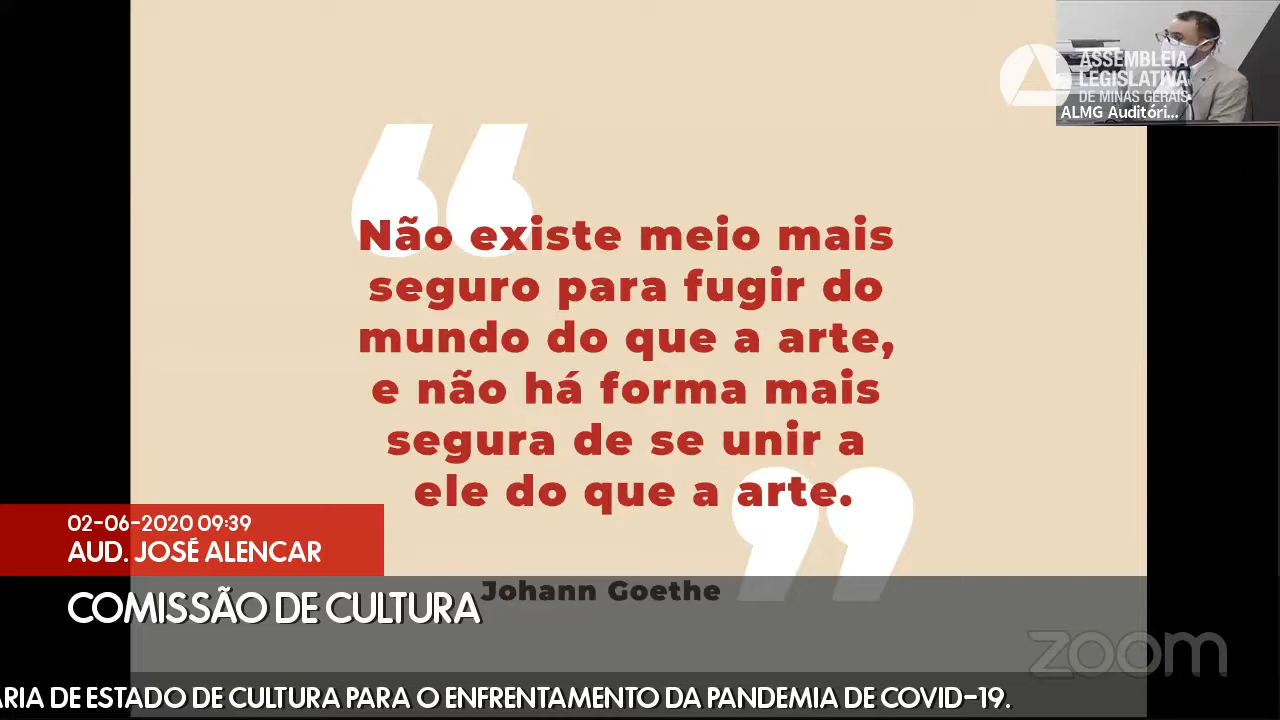 ASSEMBLEIA
LEGISLATIVA
DE MINAS GERAIS
ALMG Auditóri...
Não existe meio mais
seguro para fugir do
mundo do que a arte,
e não há forma mais
segura de se unir a
ele do que a arte.
Johann Goethe
02-06-2020 09:39
AUD. JOSÉ ALENCAR
COMISSÃO DE CULTURA
zoom
ARIA DE ESTADO DE CULTURA PARA O ENFRENTAMENTO DA PANDEMIA DE COVID-19.